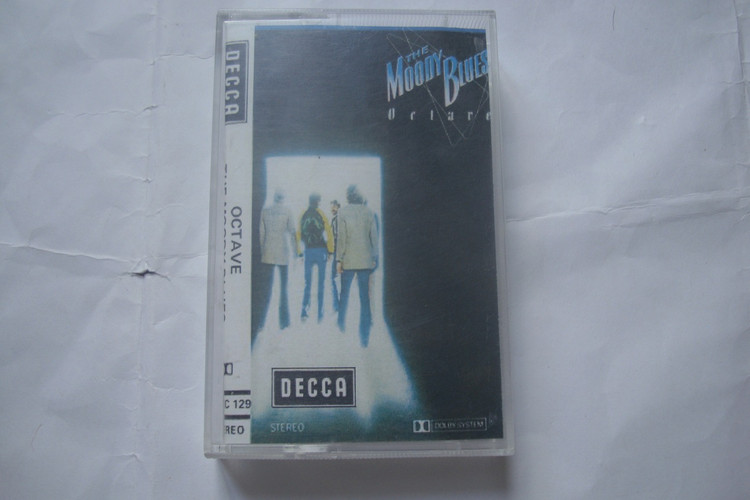 DECCA
OCTAVE
C 129
REO
THE
MOODY
BLUES
Octave
DECCA
STEREO
DOLBY SYSTEM